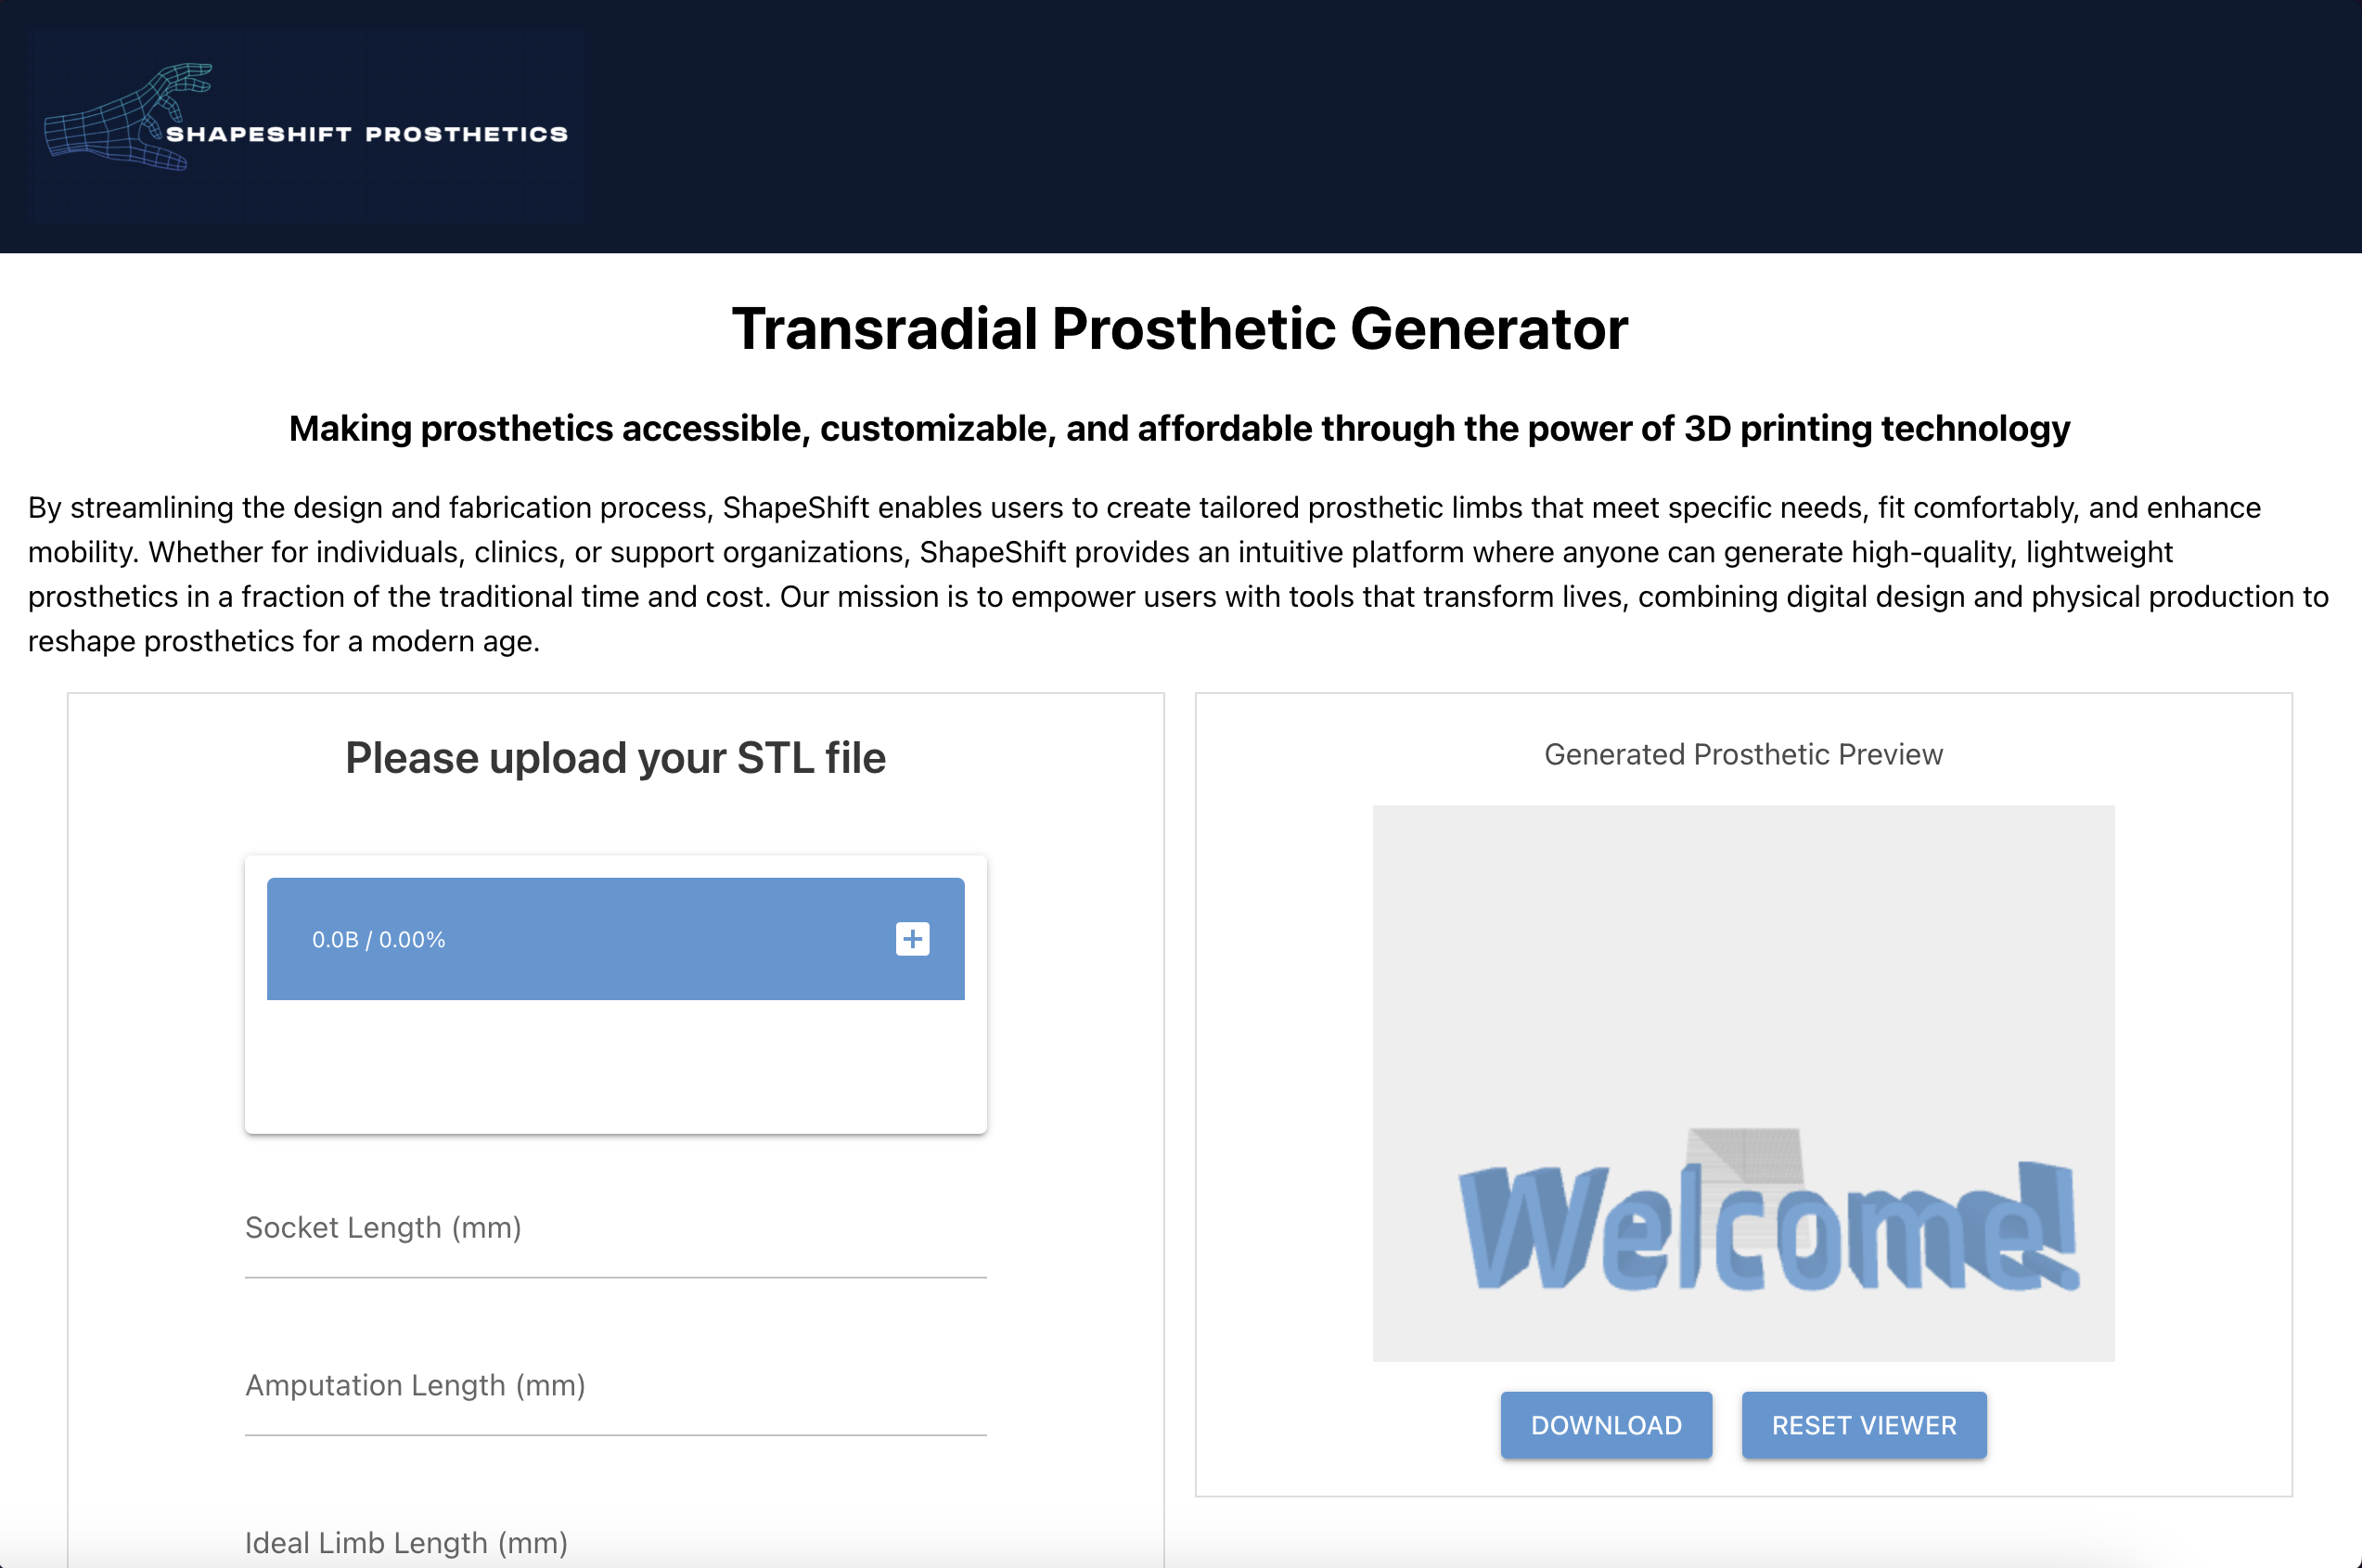 SHAPESHIFT PROSTHETICS
Transradial Prosthetic Generator
Making prosthetics accessible, customizable, and affordable through the power of 3D printing technology
By streamlining the design and fabrication process, ShapeShift enables users to create tailored prosthetic limbs that meet specific needs, fit comfortably, and enhance
mobility. Whether for individuals, clinics, or support organizations, ShapeShift provides an intuitive platform where anyone can generate high-quality, lightweight
prosthetics in a fraction of the traditional time and cost. Our mission is to empower users with tools that transform lives, combining digital design and physical production to
reshape prosthetics for a modern age.
Please upload your STL file
0.0B / 0.00%
Socket Length (mm)
Amputation Length (mm)
Ideal Limb Length (mm)
Generated Prosthetic Preview
Welcome!
DOWNLOAD
RESET VIEWER